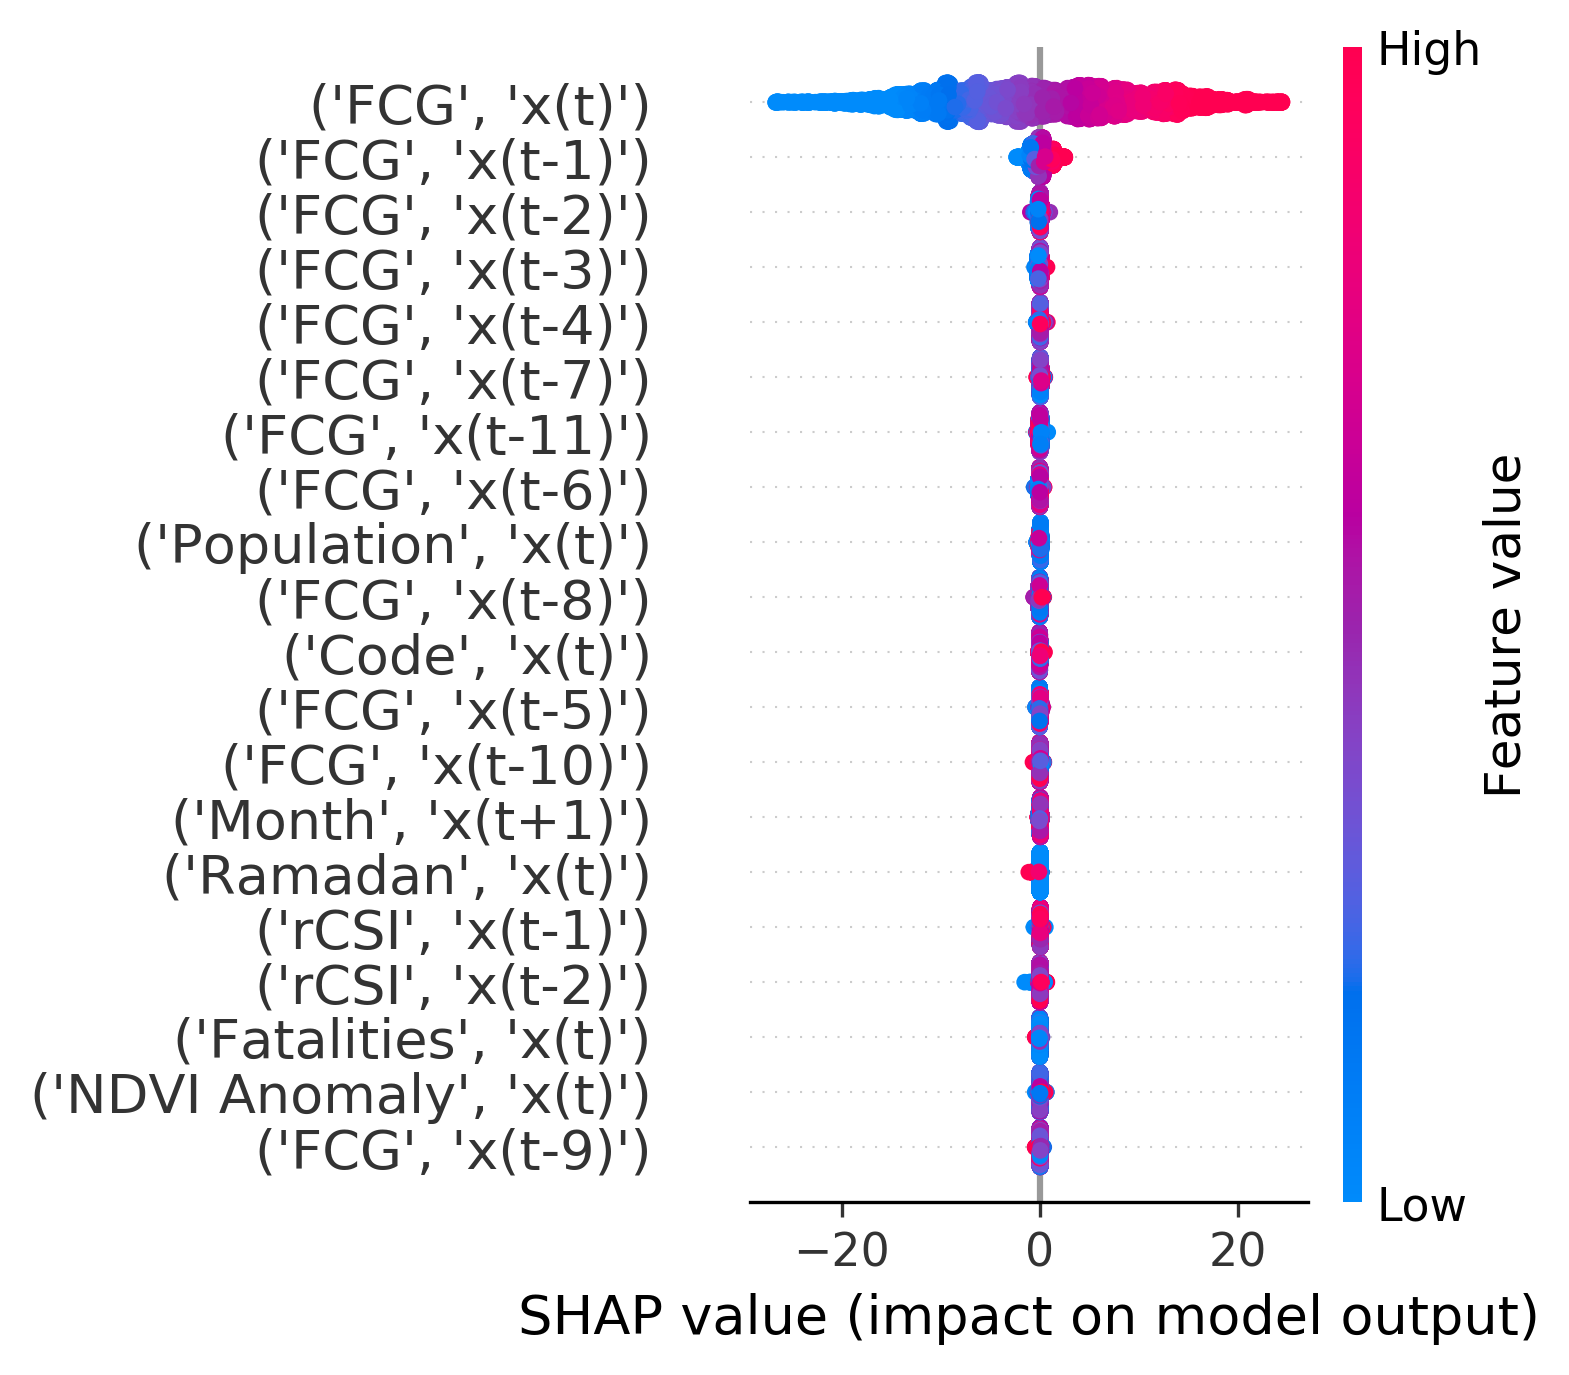 High
('FCG', 'x(t)')
('FCG', 'x(t-1)')
('FCG', 'x(t-2)')
('FCG', 'x(t-3)')
('FCG', 'x(t-4)')
('FCG', 'x(t-7)')
('FCG', 'x(t-11)')
('FCG', 'x(t-6)')
('Population', 'x(t)')
('FCG', 'x(t-8)')
('Code', 'x(t)')
('FCG', 'x(t-5)')
('FCG', 'x(t-10)')
('Month', 'x(t+1)')
('Ramadan', 'x(t)')
('rCSI', 'x(t-1)')
('rCSI', 'x(t-2)')
('Fatalities', 'x(t)')
('NDVI Anomaly', 'x(t)')
('FCG', 'x(t-9)')
Feature value
Low
−20 0 20
SHAP value (impact on model output)